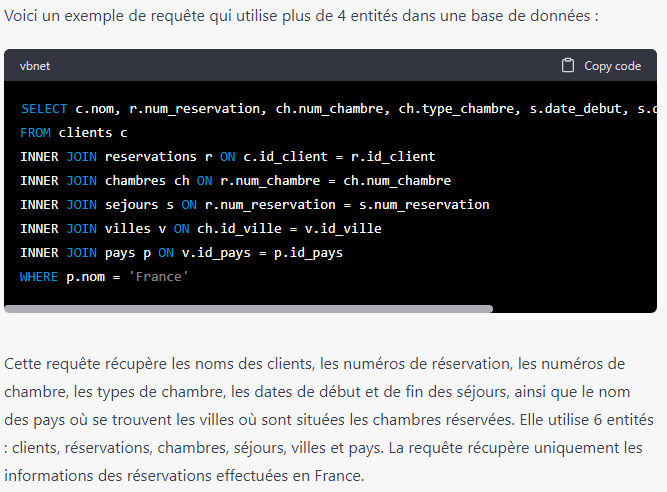 Voici un exemple de requête qui utilise plus de 4 entités dans une base de données :
vbnet
Copy code
SELECT c.nom, r.num_reservation, ch.num_chambre, ch.type_chambre, s.date_debut,
FROM clients c
INNER JOIN reservations r ON c.id_client = r.id_client
INNER JOIN chambres ch ON r.num_chambre = ch.num_chambre
INNER JOIN sejours s ON r.num_reservation = s.num_reservation
INNER JOIN villes v ON ch.id_ville = v.id_ville
INNER JOIN pays p ON v.id_pays = p.id_pays
WHERE p.nom = 'France'
Cette requête récupère les noms des clients, les numéros de réservation, les numéros de
chambre, les types de chambre, les dates de début et de fin des séjours, ainsi que le nom
des pays où se trouvent les villes où sont situées les chambres réservées. Elle utilise 6 entités
: clients, réservations, chambres, séjours, villes et pays. La requête récupère uniquement les
informations des réservations effectuées en France.